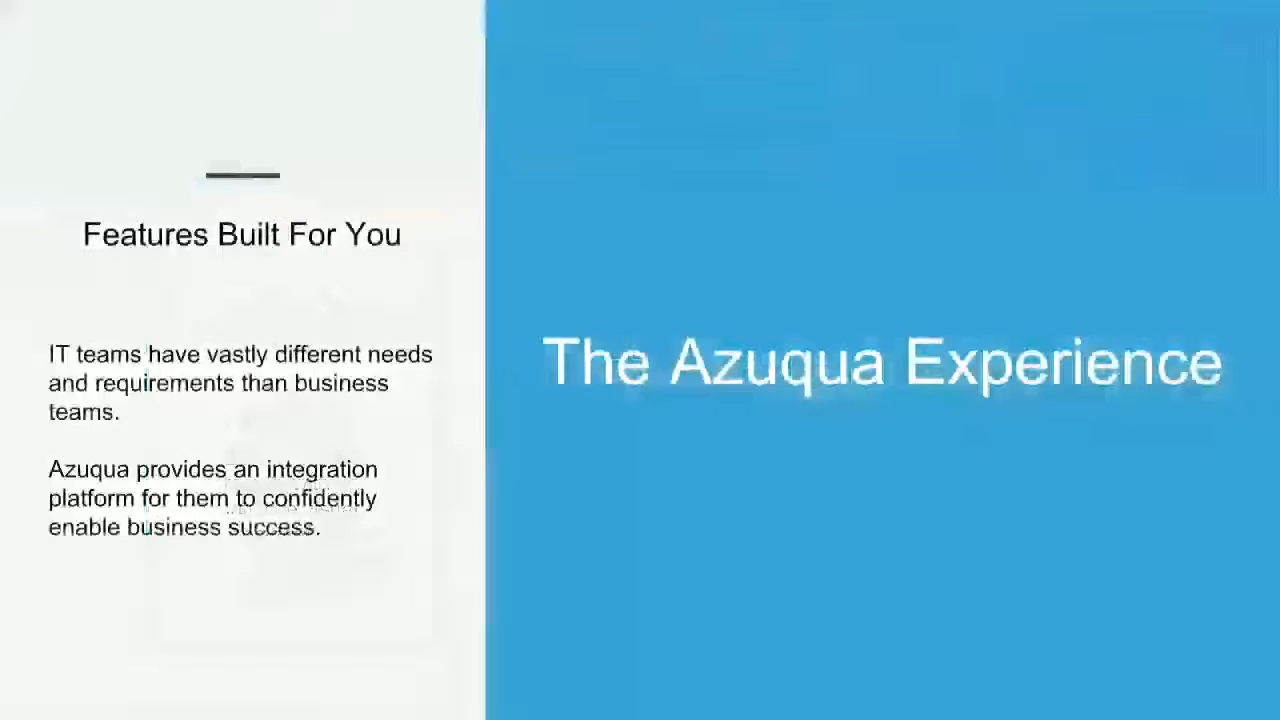 Features Built For You
IT teams have vastly different needs
and requirements than business
teams.
Azuqua provides an integration
platform for them to confidently
enable business success.
The Azuqua Experience